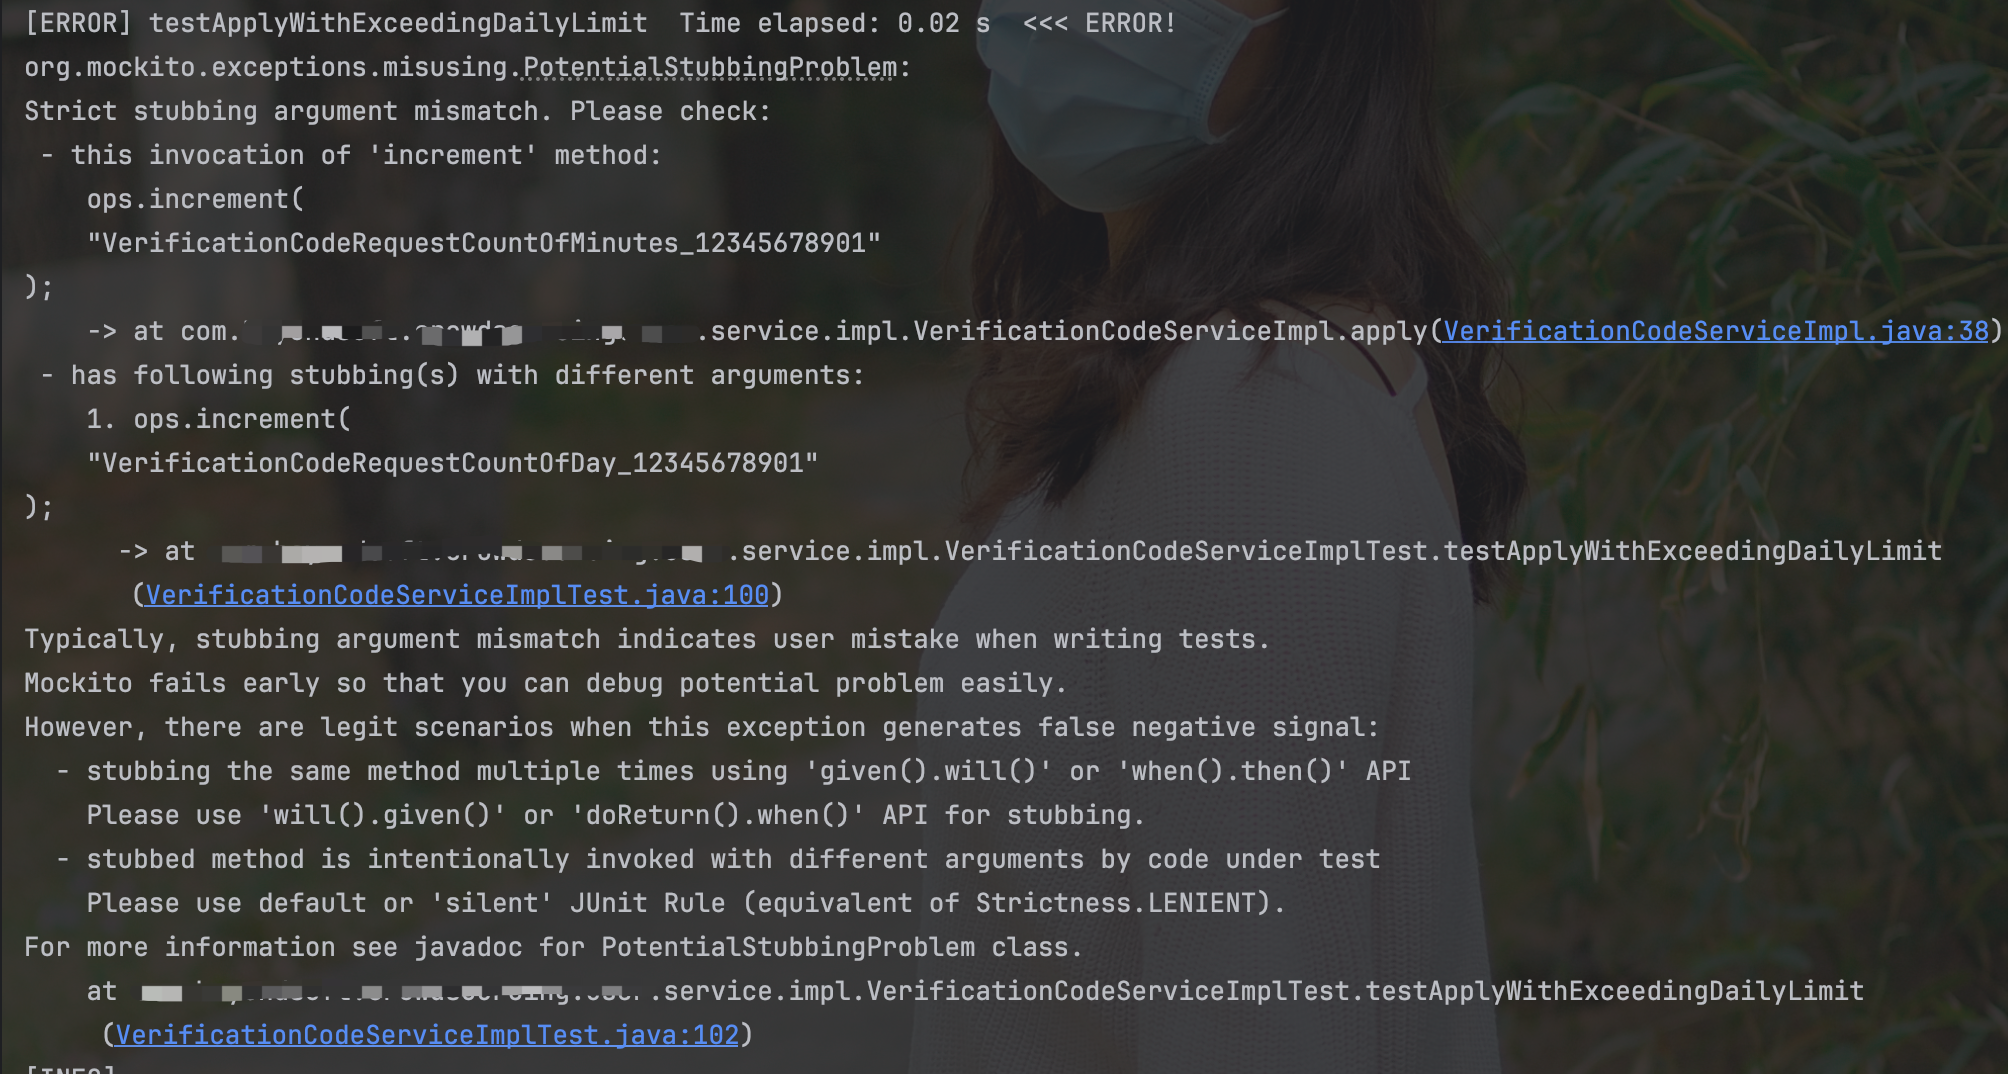 [ERROR] testApplyWithExceedingDailyLimit  Time elapsed: 0.02 s  <<< ERROR!
org.mockito.exceptions.misusing.PotentialStubbingProblem:
Strict stubbing argument mismatch. Please check:
 - this invocation of 'increment' method:
    ops.increment(
    "VerificationCodeRequestCountOfMinutes_12345678901"
);
    -> at com. .service.impl.VerificationCodeServiceImpl.apply(VerificationCodeServiceImpl.java:38)
 - has following stubbing(s) with different arguments:
    1. ops.increment(
    "VerificationCodeRequestCountOfDay_12345678901"
);
      -> at .service.impl.VerificationCodeServiceImplTest.testApplyWithExceedingDailyLimit
       (VerificationCodeServiceImplTest.java:100)
Typically, stubbing argument mismatch indicates user mistake when writing tests.
Mockito fails early so that you can debug potential problem easily.
However, there are legit scenarios when this exception generates false negative signal:
  - stubbing the same method multiple times using 'given().will()' or 'when().then()' API
    Please use 'will().given()' or 'doReturn().when()' API for stubbing.
  - stubbed method is intentionally invoked with different arguments by code under test
    Please use default or 'silent' JUnit Rule (equivalent of Strictness.LENIENT).
For more information see javadoc for PotentialStubbingProblem class.
    at .service.impl.VerificationCodeServiceImplTest.testApplyWithExceedingDailyLimit
     (VerificationCodeServiceImplTest.java:102)